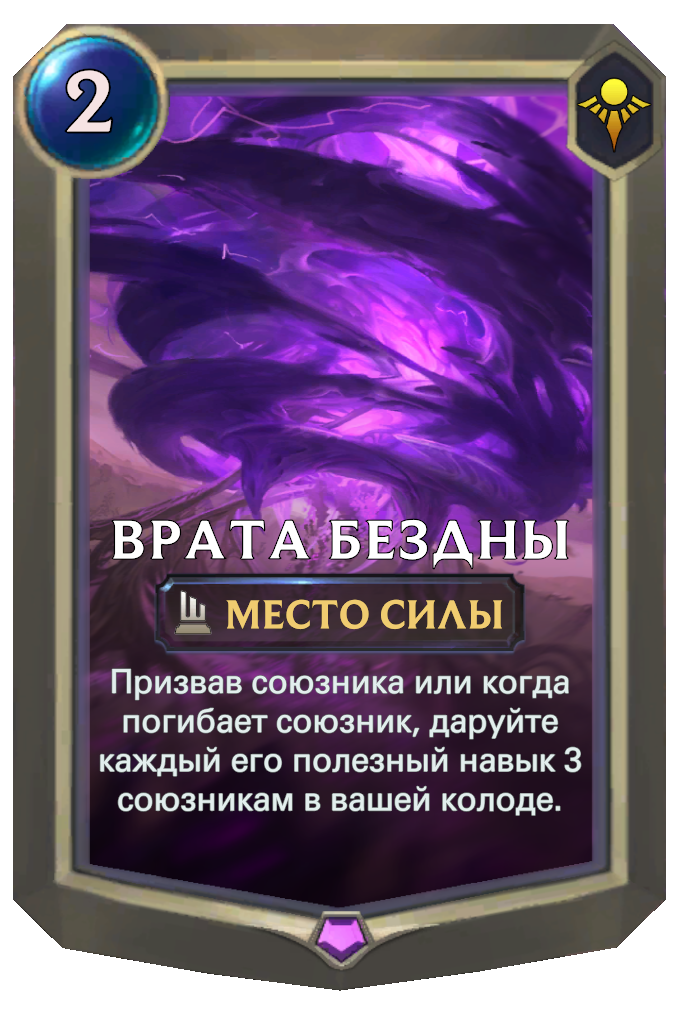 2
ВРАТА БЕЗДНЫ
МЕСТО СИЛЫ
Призвав союзника или когда
погибает союзник, даруйте
каждый его полезный навык 3
союзникам в вашей колоде.